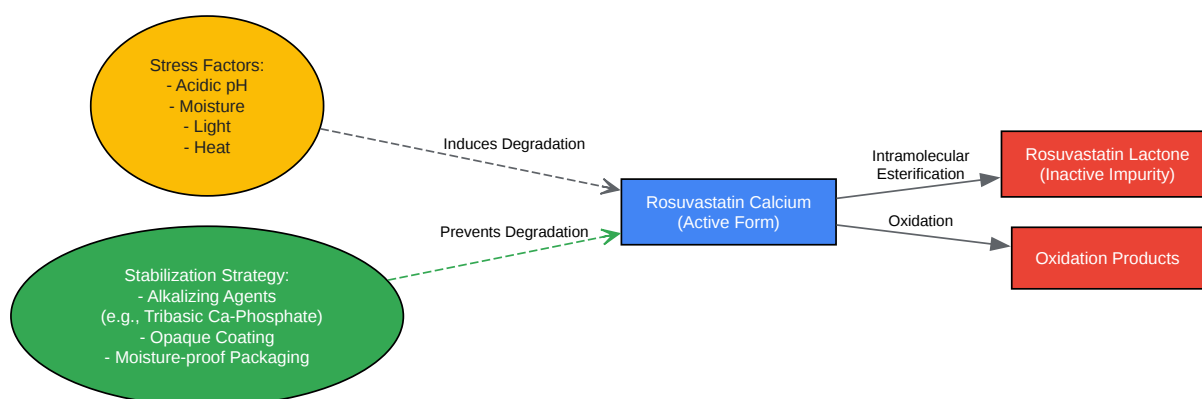 Stress Factors:
- Acidic pH
- Moisture
- Light
- Heat
Induces Degradation
Stabilization Strategy:
- Alkalizing Agents
(e.g., Tribasic Ca-Phosphate)
- Opaque Coating
- Moisture-proof Packaging
Prevents Degradation
Rosuvastatin Calcium
(Active Form)
Intramolecular
Esterification
Rosuvastatin Lactone
(Inactive Impurity)
Oxidation
Oxidation Products